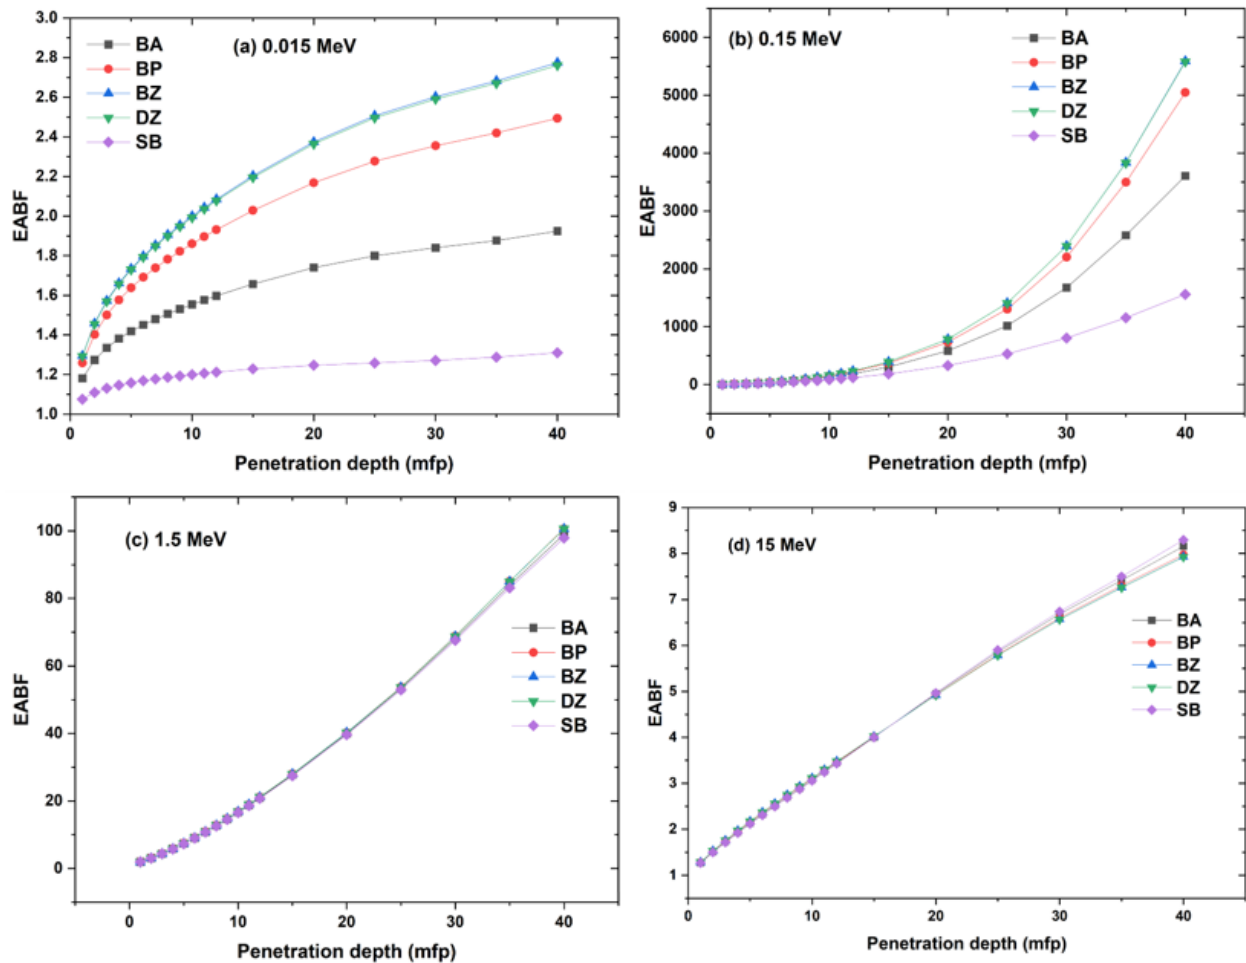 (a) 0.015 MeV
BA
BP
BZ
DZ
SB
EABF
3.0
2.8
2.6
2.4
2.2
2.0
1.8
1.6
1.4
1.2
1.0
0 10 20 30 40
Penetration depth (mfp)
(b) 0.15 MeV
BA
BP
BZ
DZ
SB
EABF
6000
5000
4000
3000
2000
1000
0
0 10 20 30 40
Penetration depth (mfp)
(c) 1.5 MeV
BA
BP
BZ
DZ
SB
EABF
100
80
60
40
20
0
0 10 20 30 40
Penetration depth (mfp)
(d) 15 MeV
BA
BP
BZ
DZ
SB
EABF
9
8
7
6
5
4
3
2
1
0 10 20 30 40
Penetration depth (mfp)